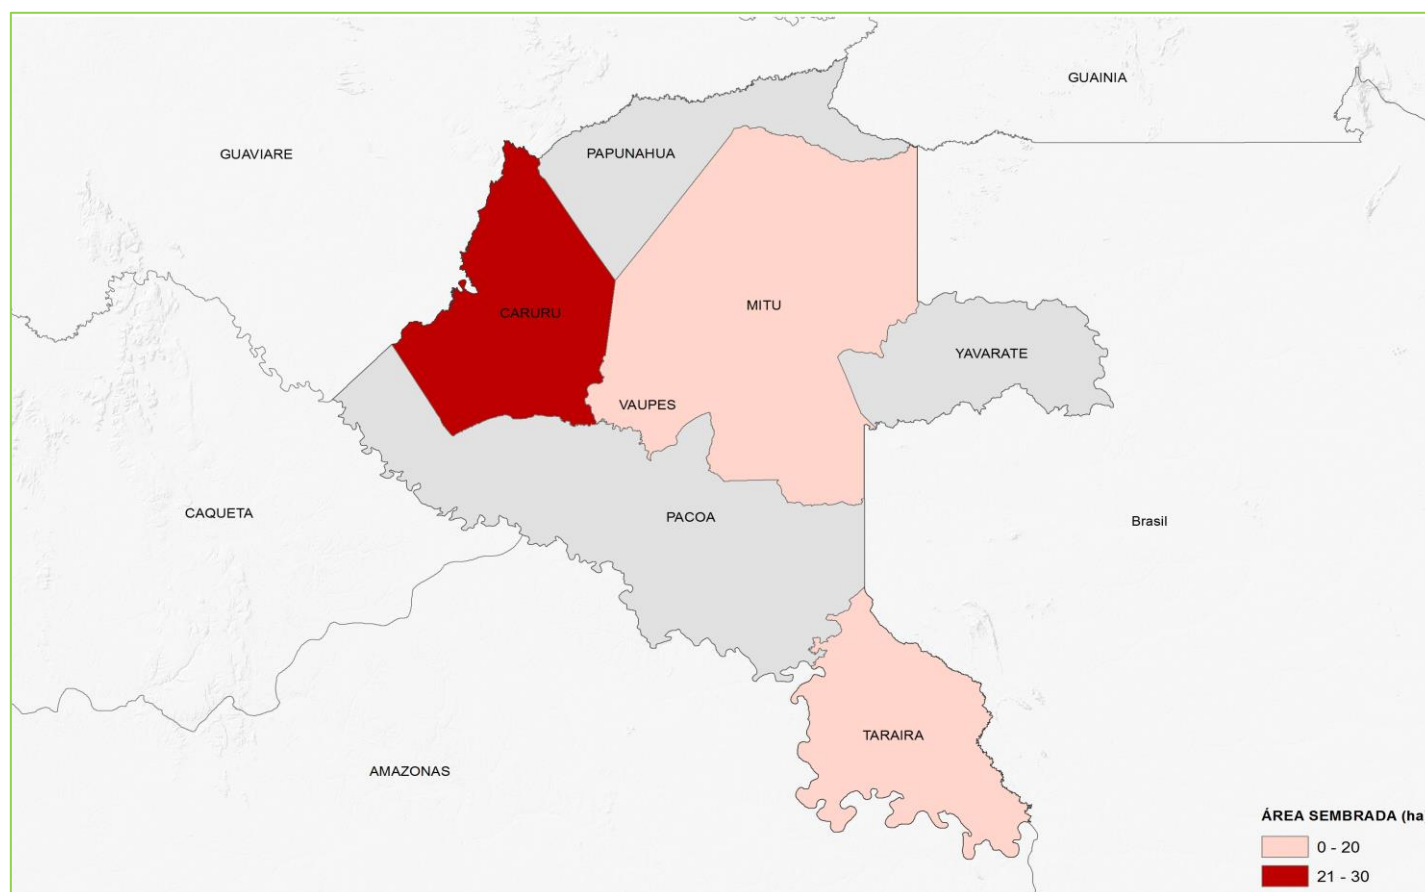 GUAINIA
GUAVIARE
PAPUNAHUA
MITU
CARURU
YAVARATE
VAUPES
CAQUETA
PACOA
Brasil
TARAIRA
AMAZONAS
ÁREA SEMBRADA (ha
0 - 20
21 - 30